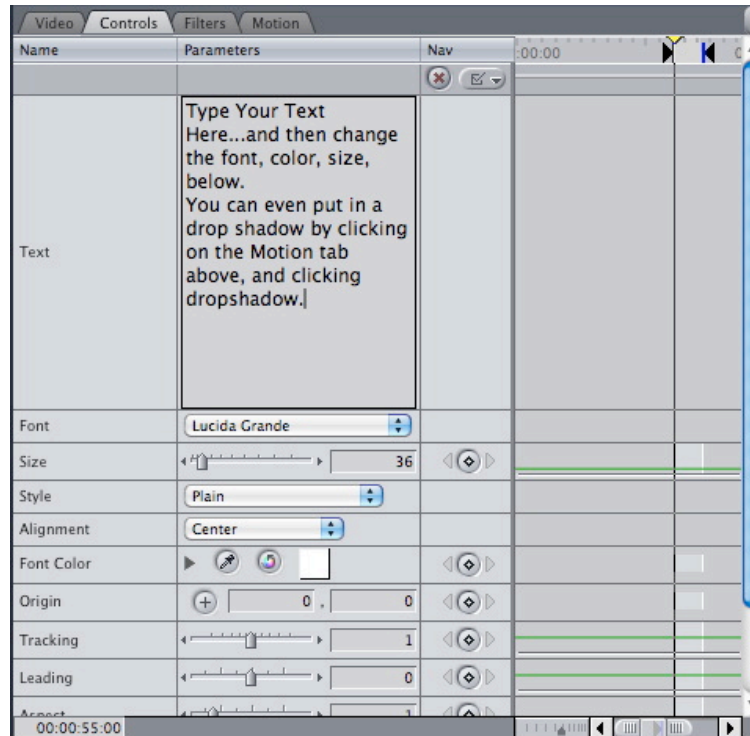 Video Controls Filters Motion
Name Parameters Nav :00:00
Type Your Text
Here...and then change
the font, color, size,
below.
You can even put in a
drop shadow by clicking
Text on the Motion tab
above, and clicking
dropshadow.
Font Lucida Grande
Size 36
Style Plain
Alignment Center
Font Color
Origin 0 , 0
Tracking 1
Leading 0
Aspect 1
00:00:55:00